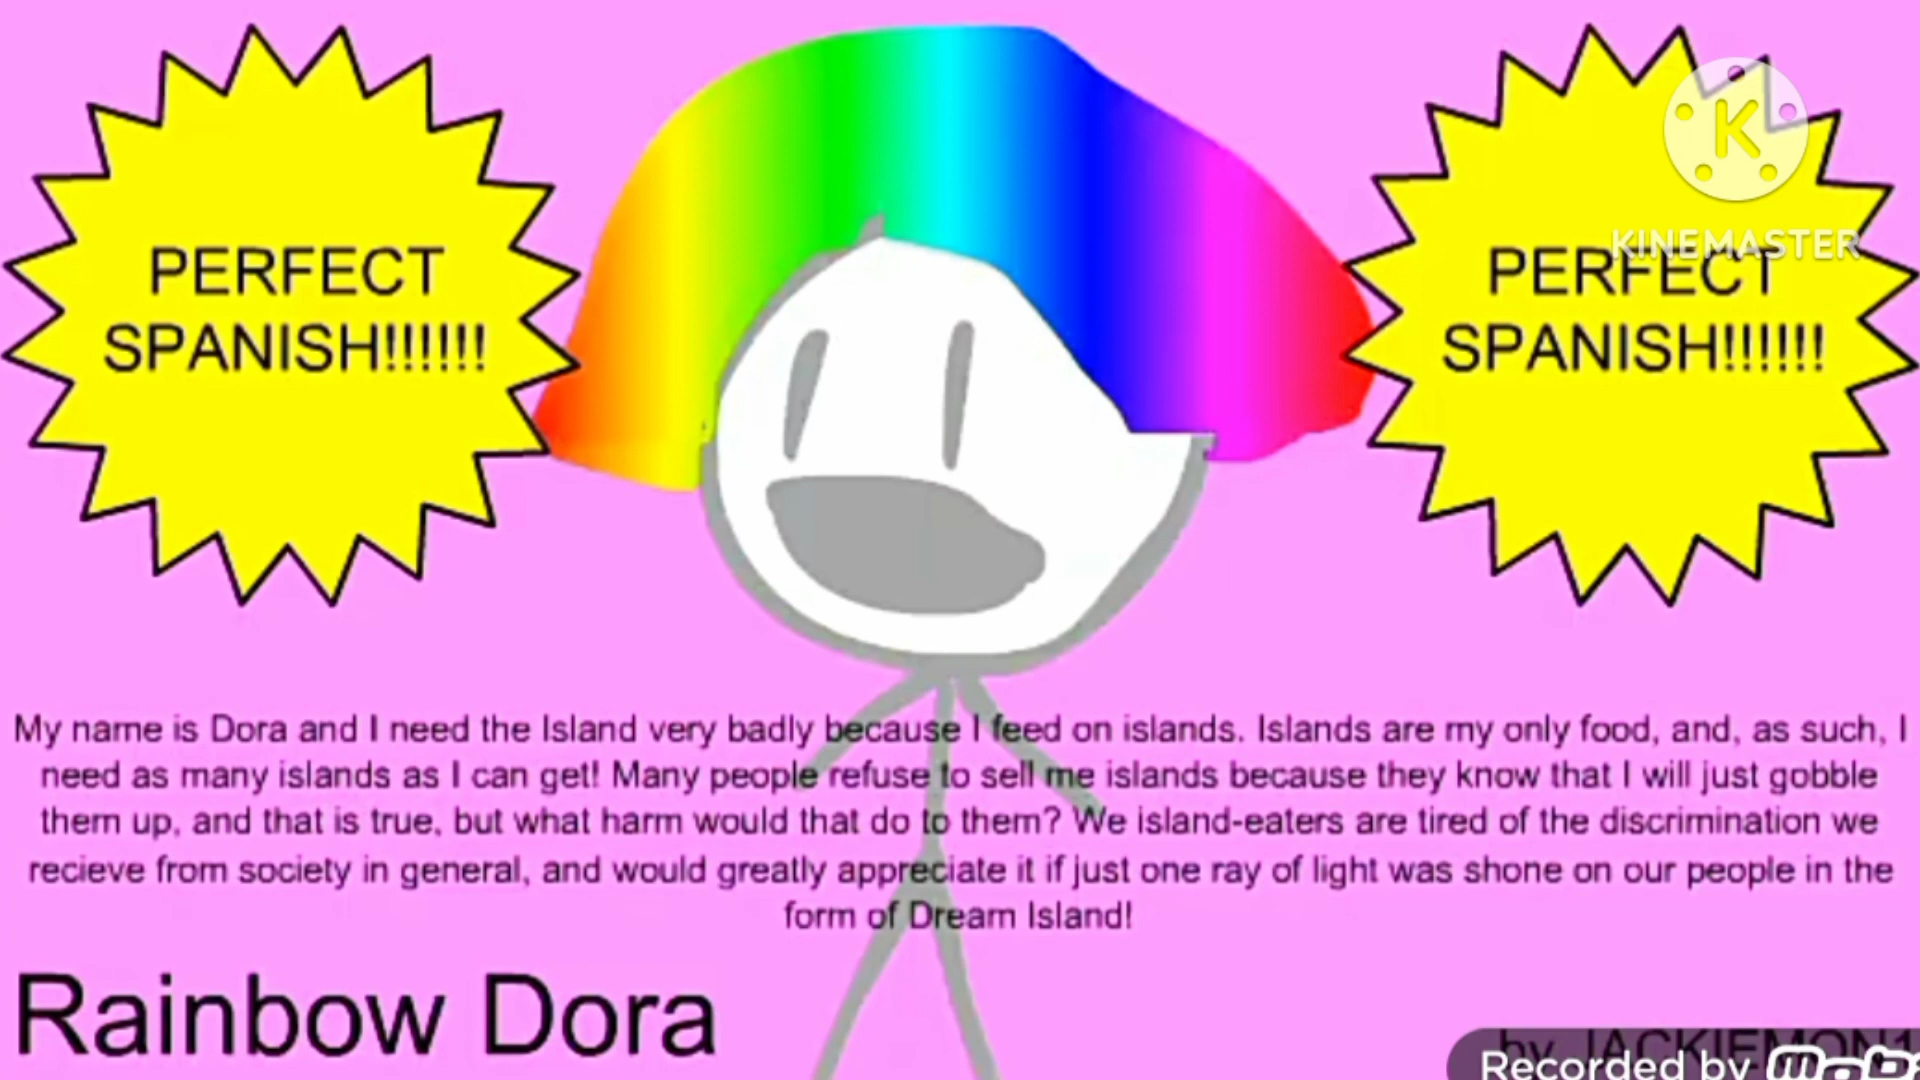 PERFECT
SPANISH!!!!!!
PERFECT
SPANISH!!!!!!
K
KINEMASTER
My name is Dora and I need the Island very badly because I feed on islands. Islands are my only food, and, as such, I
need as many islands as I can get! Many people refuse to sell me islands because they know that I will just gobble
them up, and that is true, but what harm would that do to them? We island-eaters are tired of the discrimination we
recieve from society in general, and would greatly appreciate it if just one ray of light was shone on our people in the
form of Dream Island!
Rainbow Dora
by JACKIEMON1
Recorded by